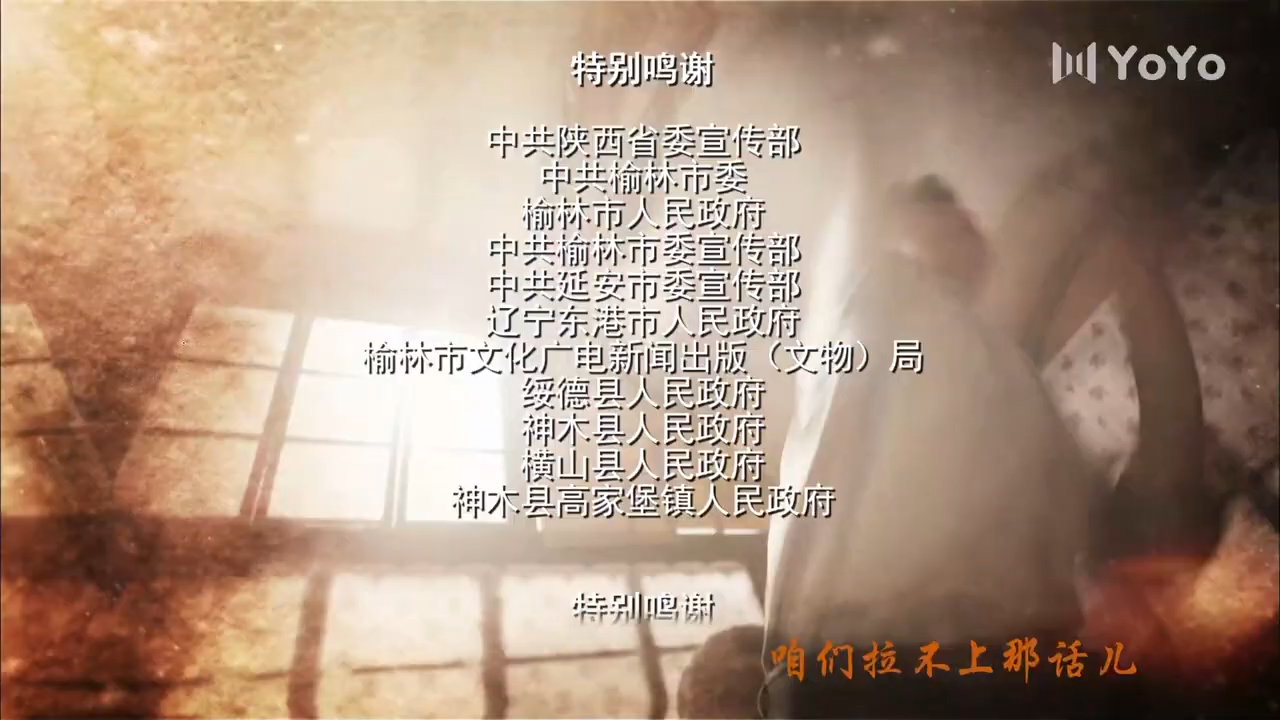 YoYo
特别鸣谢
中共陕西省委宣传部
中共榆林市委
榆林市人民政府
中共榆林市委宣传部
中共延安市委宣传部
辽宁东港市人民政府
榆林市文化广电新闻出版（文物）局
绥德县人民政府
神木县人民政府
横山县人民政府
神木县高家堡镇人民政府
特别鸣谢
咱们拉不上那话儿